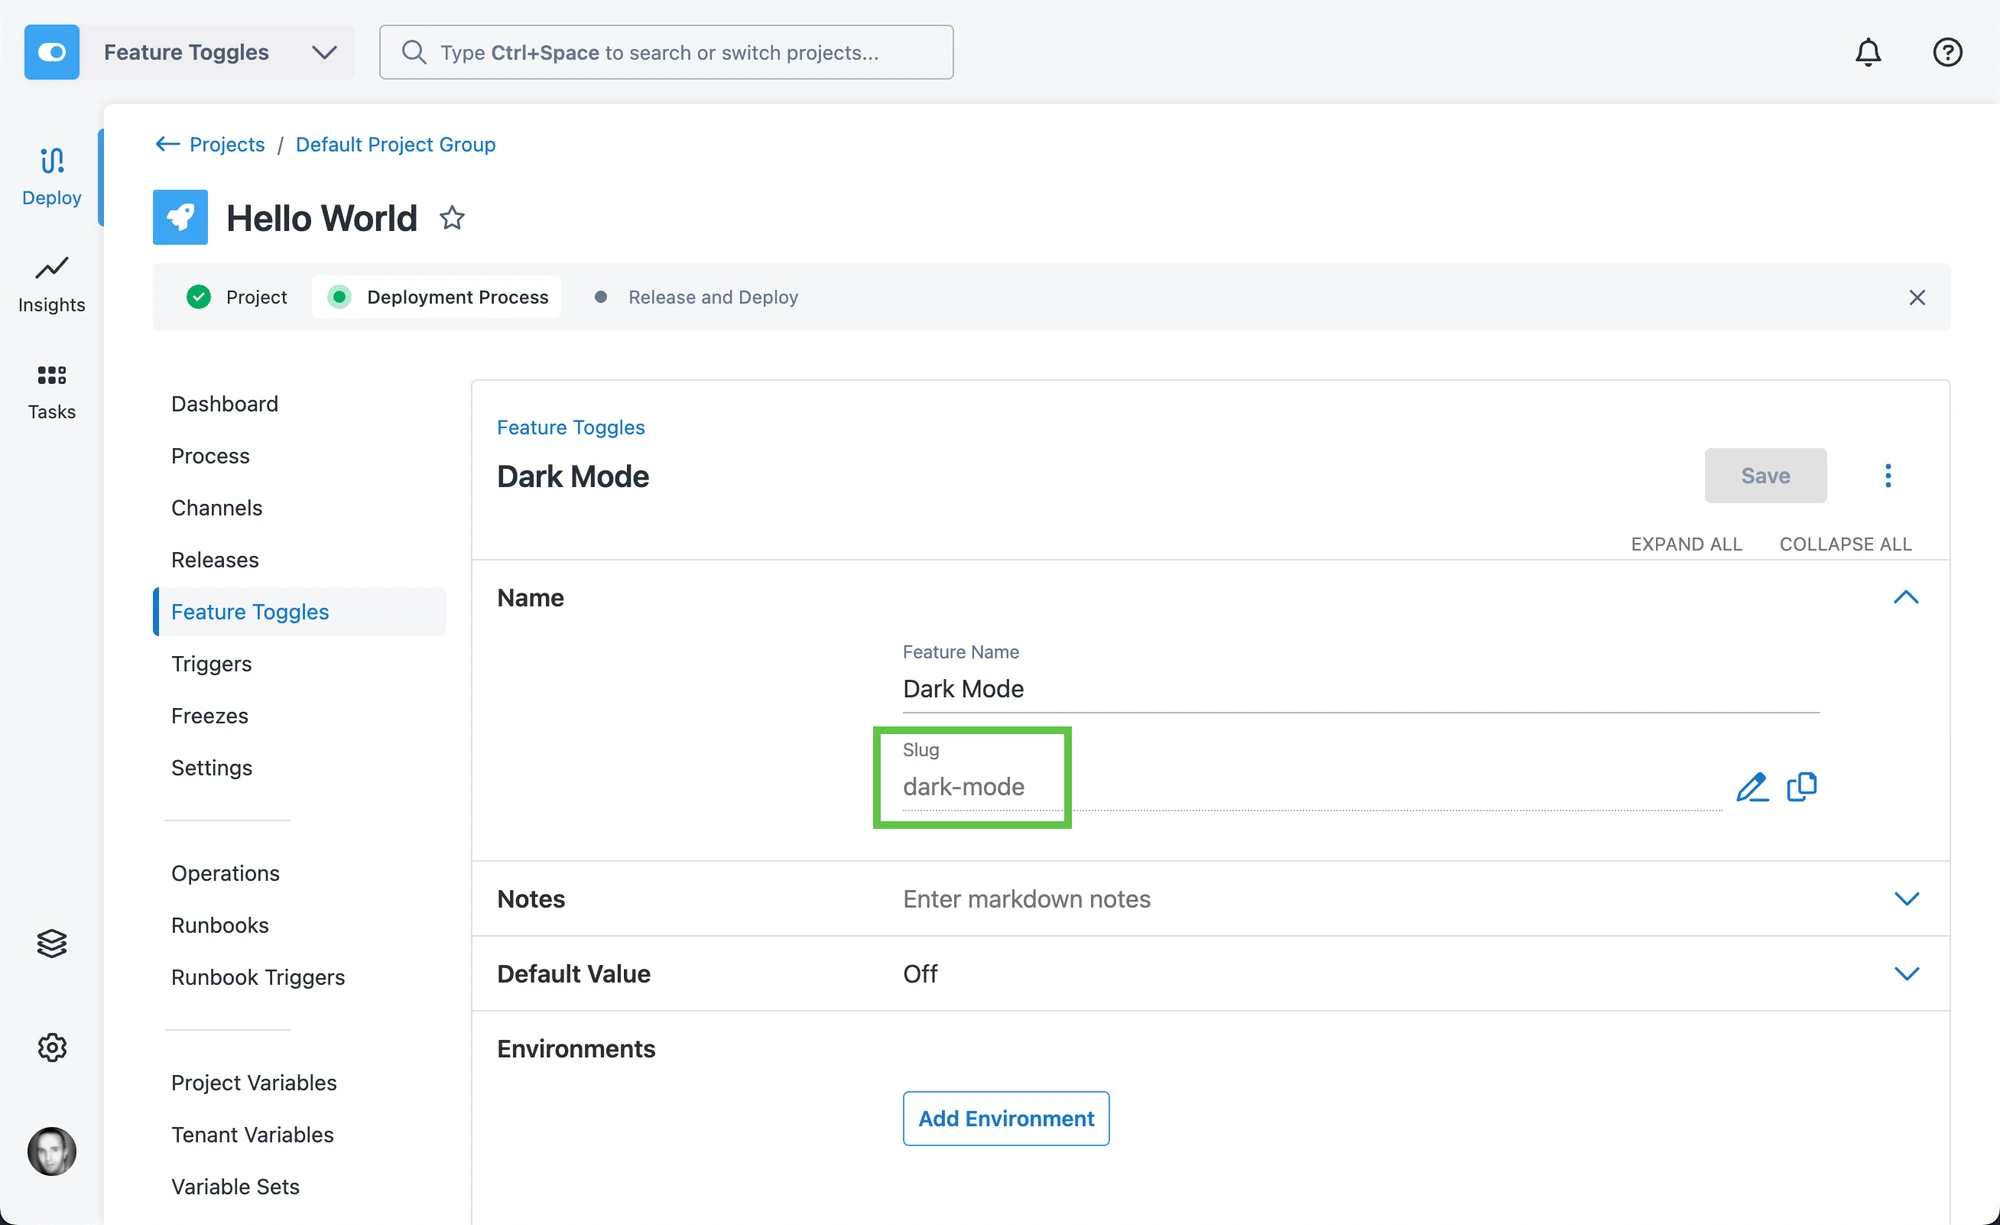 Feature Toggles
Type Ctrl+Space to search or switch projects...
Deploy
Insights
Tasks
Projects / Default Project Group
Hello World
Project
Deployment Process
Release and Deploy
Dashboard
Process
Channels
Releases
Feature Toggles
Triggers
Freezes
Settings
Operations
Runbooks
Runbook Triggers
Project Variables
Tenant Variables
Variable Sets
Feature Toggles
Dark Mode
Save
EXPAND ALL
COLLAPSE ALL
Name
Feature Name
Dark Mode
Slug
dark-mode
Notes
Enter markdown notes
Default Value
Off
Environments
Add Environment